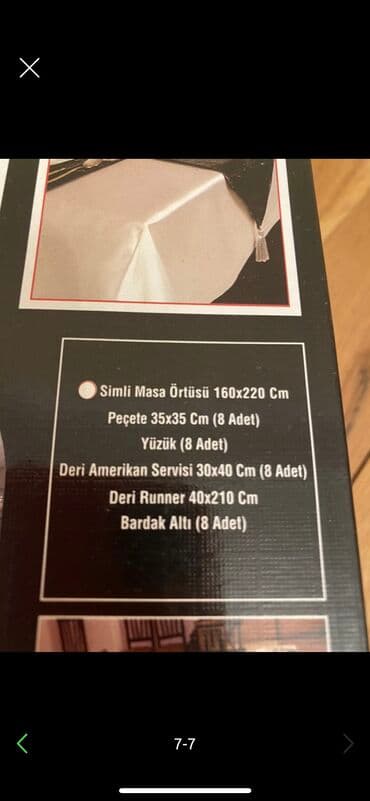 Simli Masa Örtüsü 160x220 Cm
Peçete 35x35 Cm (8 Adet)
Yüzük (8 Adet)
Deri Amerikan Servisi 30x40 Cm (8 Adet)
Deri Runner 40x210 Cm
Bardak Altı (8 Adet)
7-7